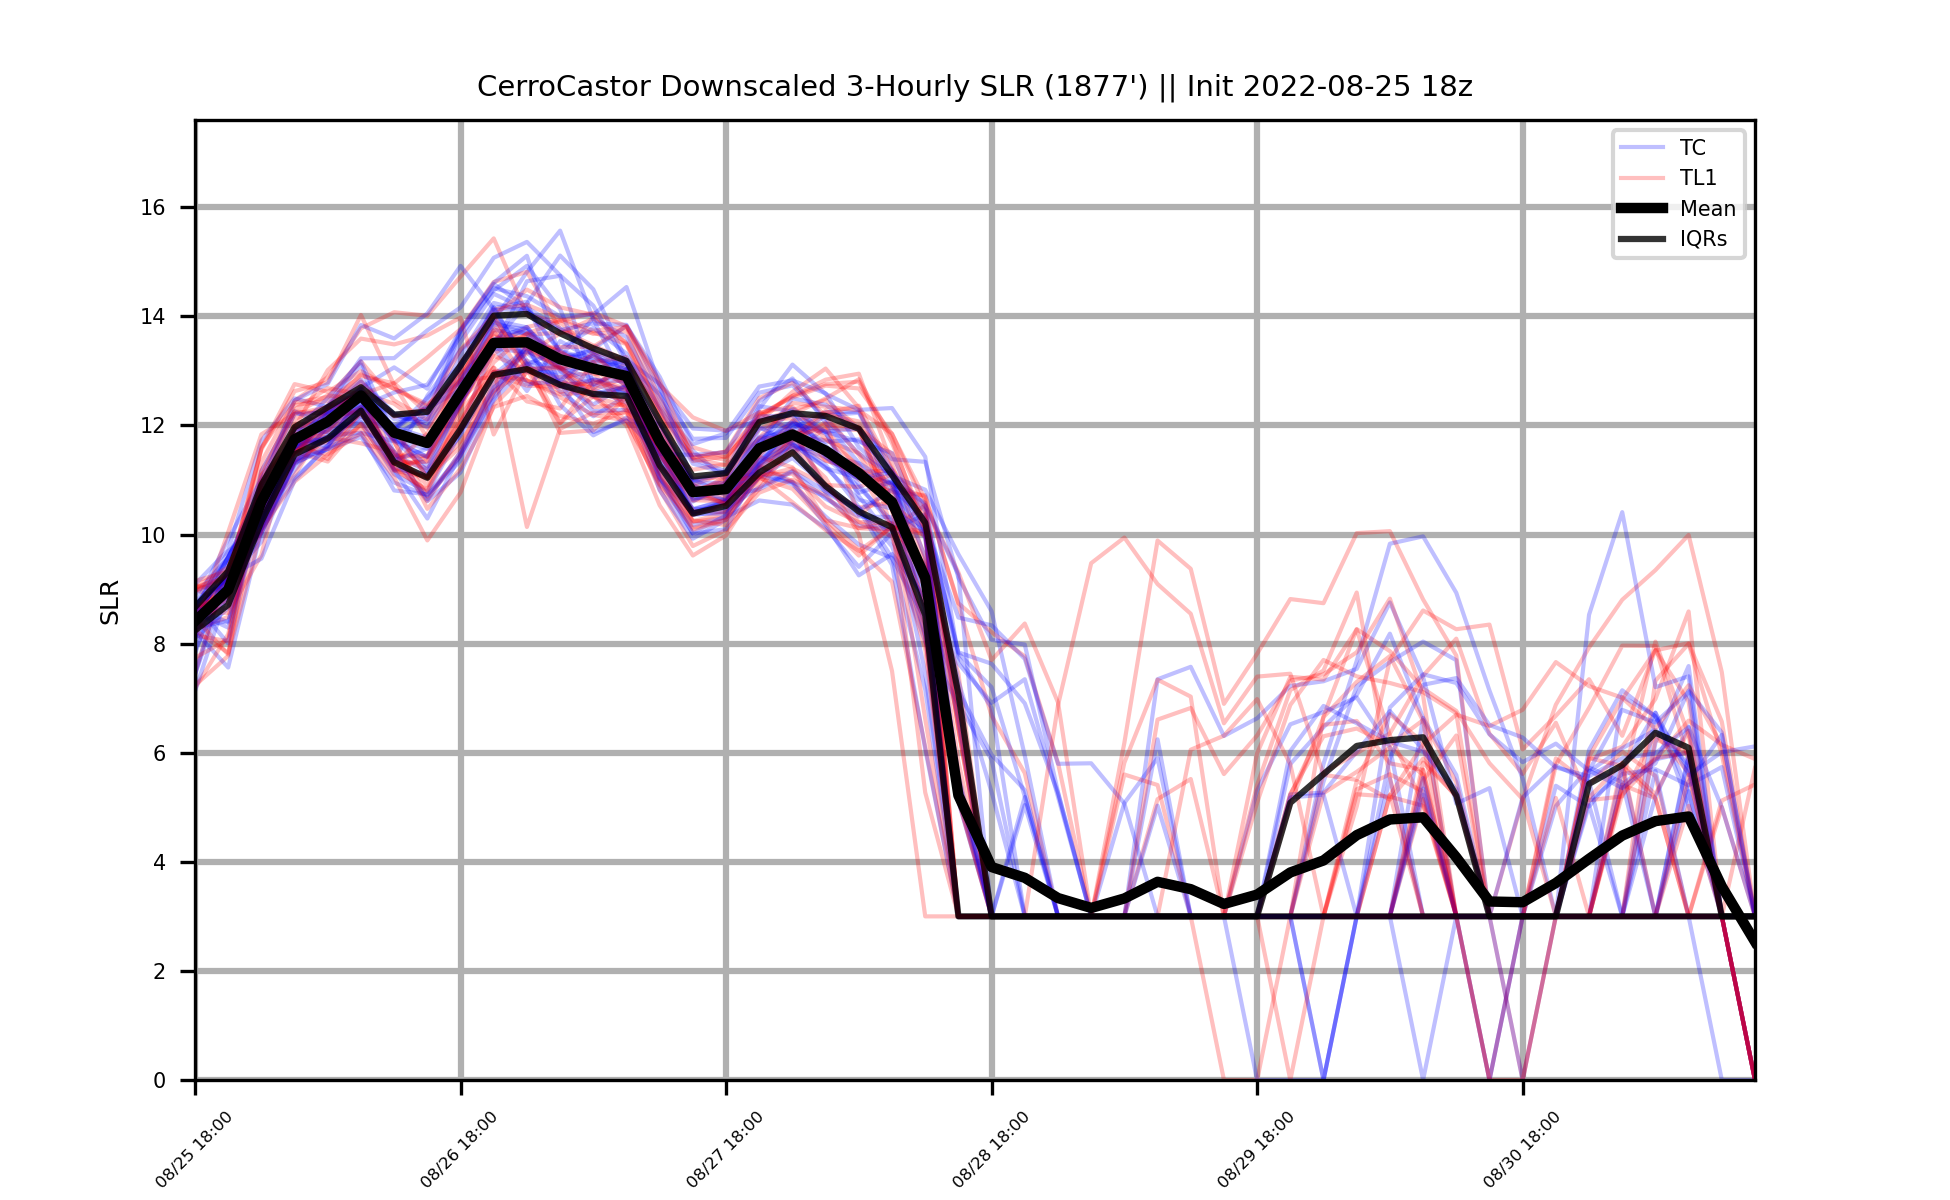 CerroCastor Downscaled 3-Hourly SLR (1877') || Init 2022-08-25 18z
TC
TL1
Mean
IQRs
SLR
16
14
12
10
8
6
4
2
0
08/25 18:00
08/26 18:00
08/27 18:00
08/28 18:00
08/29 18:00
08/30 18:00